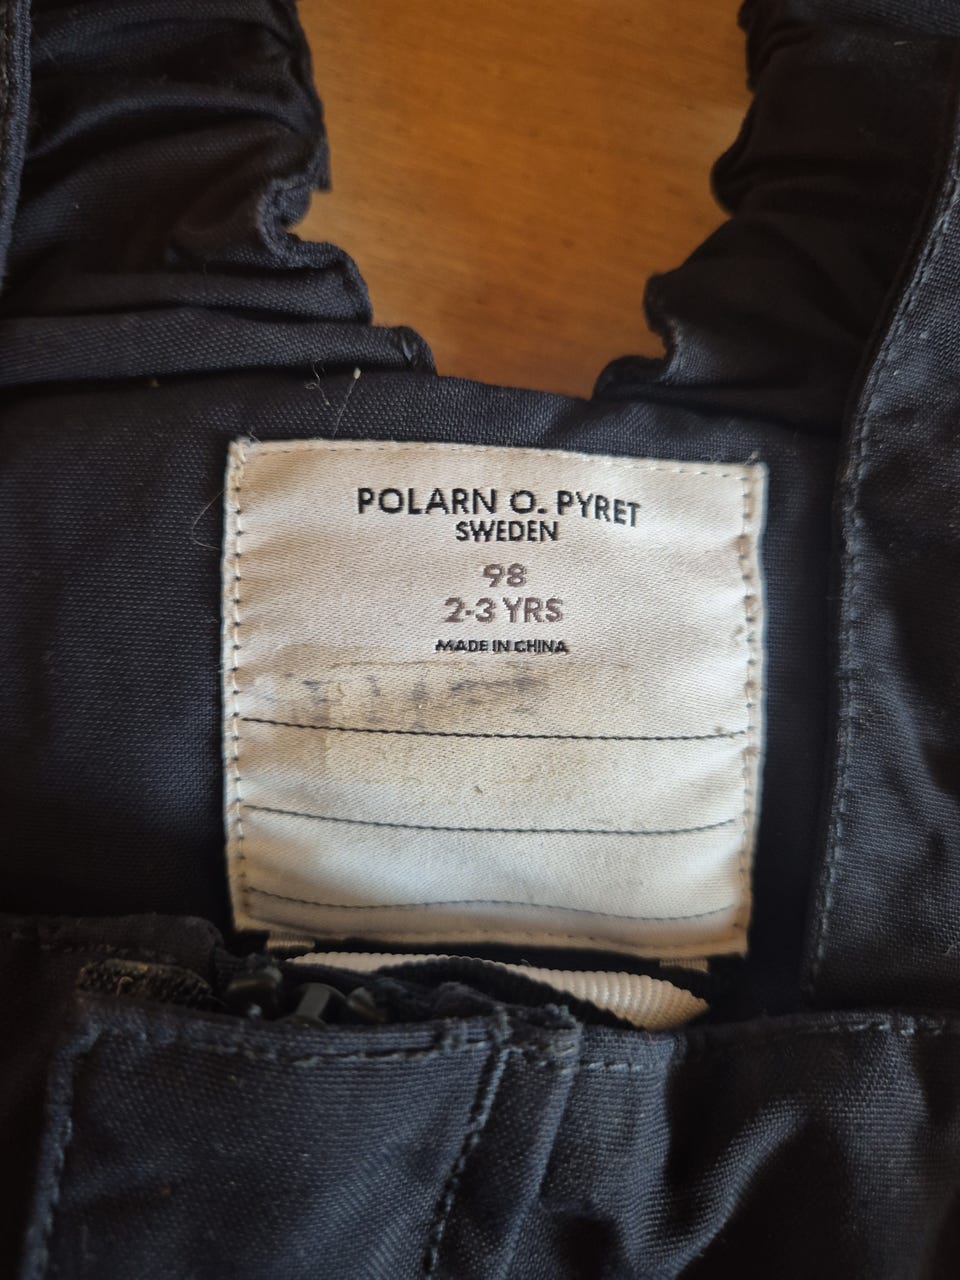 POLARN O. PYRET
SWEDEN
98
2-3 YRS
MADE IN CHINA